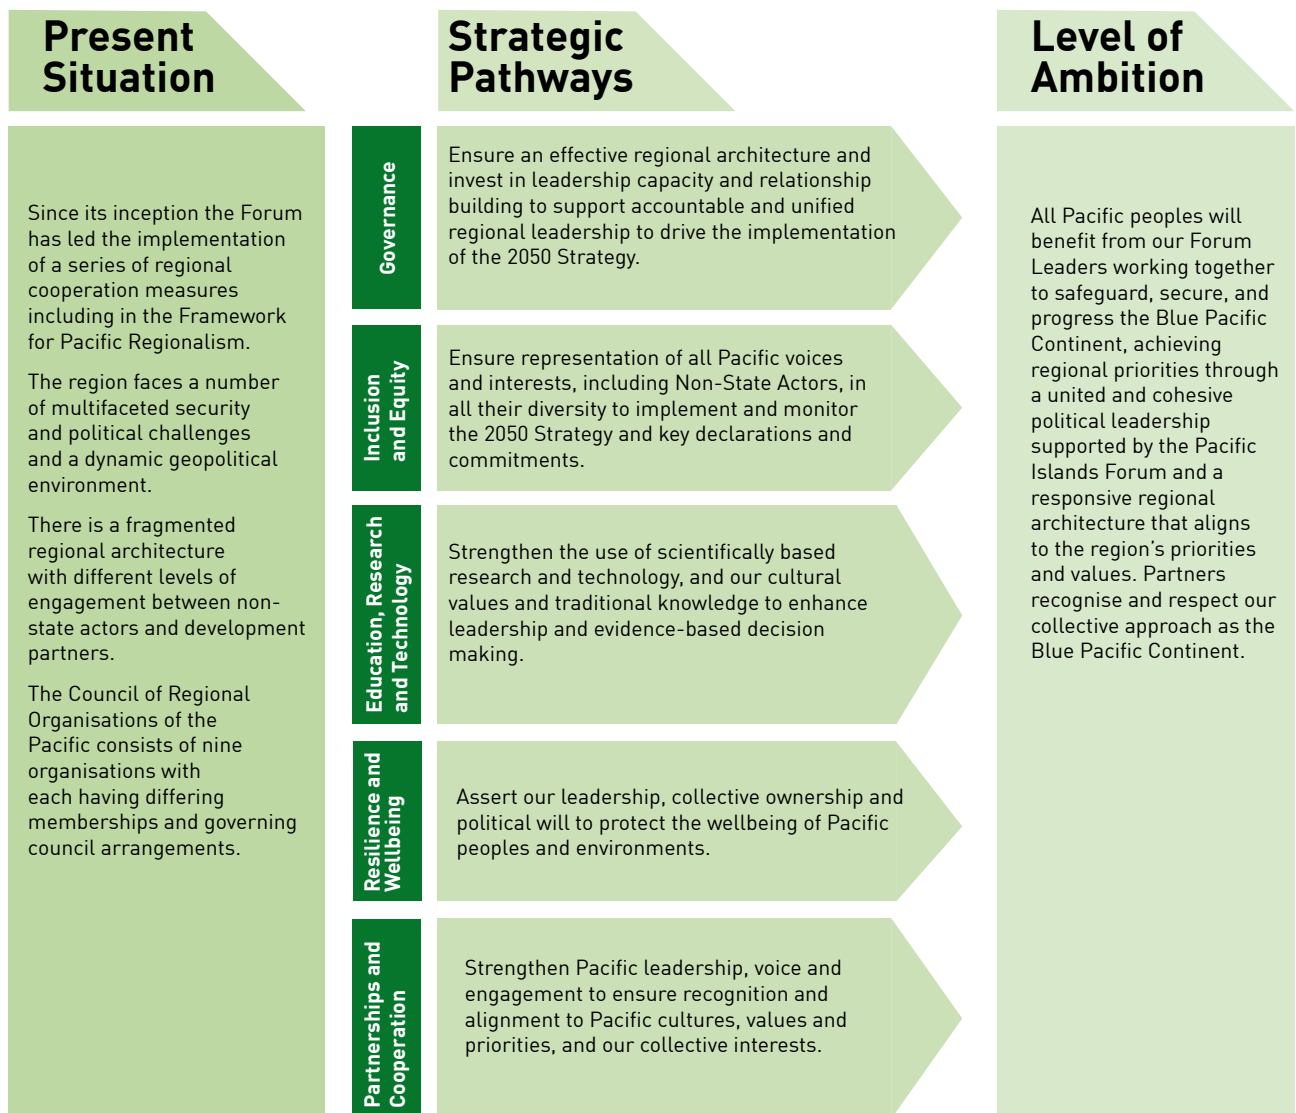 Present
Situation
Since its inception the Forum
has led the implementation
of a series of regional
cooperation measures
including in the Framework
for Pacific Regionalism.
The region faces a number
of multifaceted security
and political challenges
and a dynamic geopolitical
environment.
There is a fragmented
regional architecture
with different levels of
engagement between non-
state actors and development
partners.
The Council of Regional
Organisations of the
Pacific consists of nine
organisations with
each having differing
memberships and governing
council arrangements.
Strategic
Pathways
Governance
Ensure an effective regional architecture and
invest in leadership capacity and relationship
building to support accountable and unified
regional leadership to drive the implementation
of the 2050 Strategy.
Inclusion
and Equity
Ensure representation of all Pacific voices
and interests, including Non-State Actors, in
all their diversity to implement and monitor
the 2050 Strategy and key declarations and
commitments.
Education, Research
and Technology
Strengthen the use of scientifically based
research and technology, and our cultural
values and traditional knowledge to enhance
leadership and evidence-based decision
making.
Resilience and
Wellbeing
Assert our leadership, collective ownership and
political will to protect the wellbeing of Pacific
peoples and environments.
Partnerships and
Cooperation
Strengthen Pacific leadership, voice and
engagement to ensure recognition and
alignment to Pacific cultures, values and
priorities, and our collective interests.
Level of
Ambition
All Pacific peoples will
benefit from our Forum
Leaders working together
to safeguard, secure, and
progress the Blue Pacific
Continent, achieving
regional priorities through
a united and cohesive
political leadership
supported by the Pacific
Islands Forum and a
responsive regional
architecture that aligns
to the region’s priorities
and values. Partners
recognise and respect our
collective approach as the
Blue Pacific Continent.